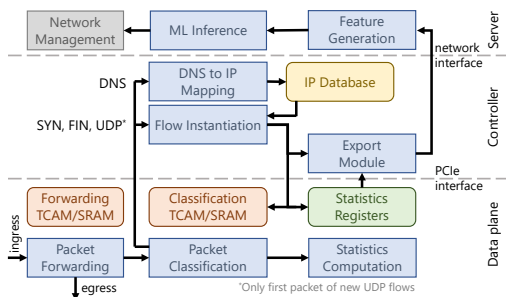 Network
Management
ML Inference
Feature
Generation
Server
network
interface
DNS
DNS to IP
Mapping
IP Database
SYN, FIN, UDP*
Flow Instantiation
Export
Module
Controller
PCIe
interface
Forwarding
TCAM/SRAM
Classification
TCAM/SRAM
Statistics
Registers
Data plane
ingress
Packet
Forwarding
Packet
Classification
Statistics
Computation
egress
*Only first packet of new UDP flows